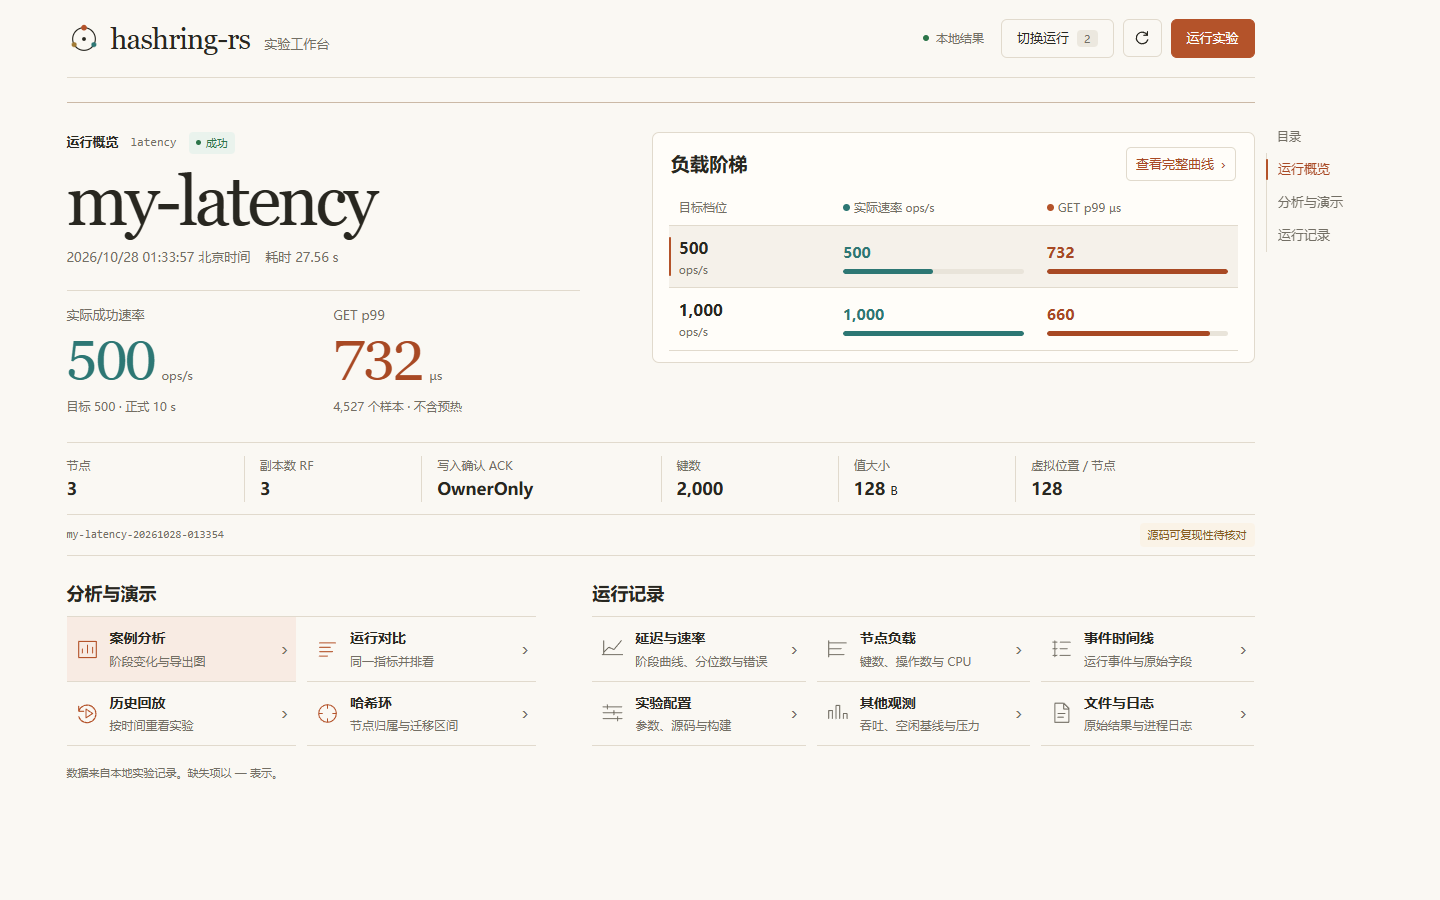 hashring-rs 实验工作台
本地结果
切换运行 2
运行实验
运行概览 latency 成功
my-latency
2026/10/28 01:33:57 北京时间 耗时 27.56 s
实际成功速率
500 ops/s
目标 500 · 正式 10 s
GET p99
732 µs
4,527 个样本 · 不含预热
负载阶梯
查看完整曲线 ›
目标档位 实际速率 ops/s GET p99 µs
500 ops/s 500 732
1,000 ops/s 1,000 660
目录
运行概览
分析与演示
运行记录
节点
3
副本数 RF
3
写入确认 ACK
OwnerOnly
键数
2,000
值大小
128 B
虚拟位置 / 节点
128
my-latency-20261028-013354
源码可复现性待核对
分析与演示
案例分析
阶段变化与导出图
运行对比
同一指标并排看
历史回放
按时间重看实验
哈希环
节点归属与迁移区间
运行记录
延迟与速率
阶段曲线、分位数与错误
节点负载
键数、操作数与 CPU
事件时间线
运行事件与原始字段
实验配置
参数、源码与构建
其他观测
吞吐、空闲基线与压力
文件与日志
原始结果与进程日志
数据来自本地实验记录。缺失项以 — 表示。